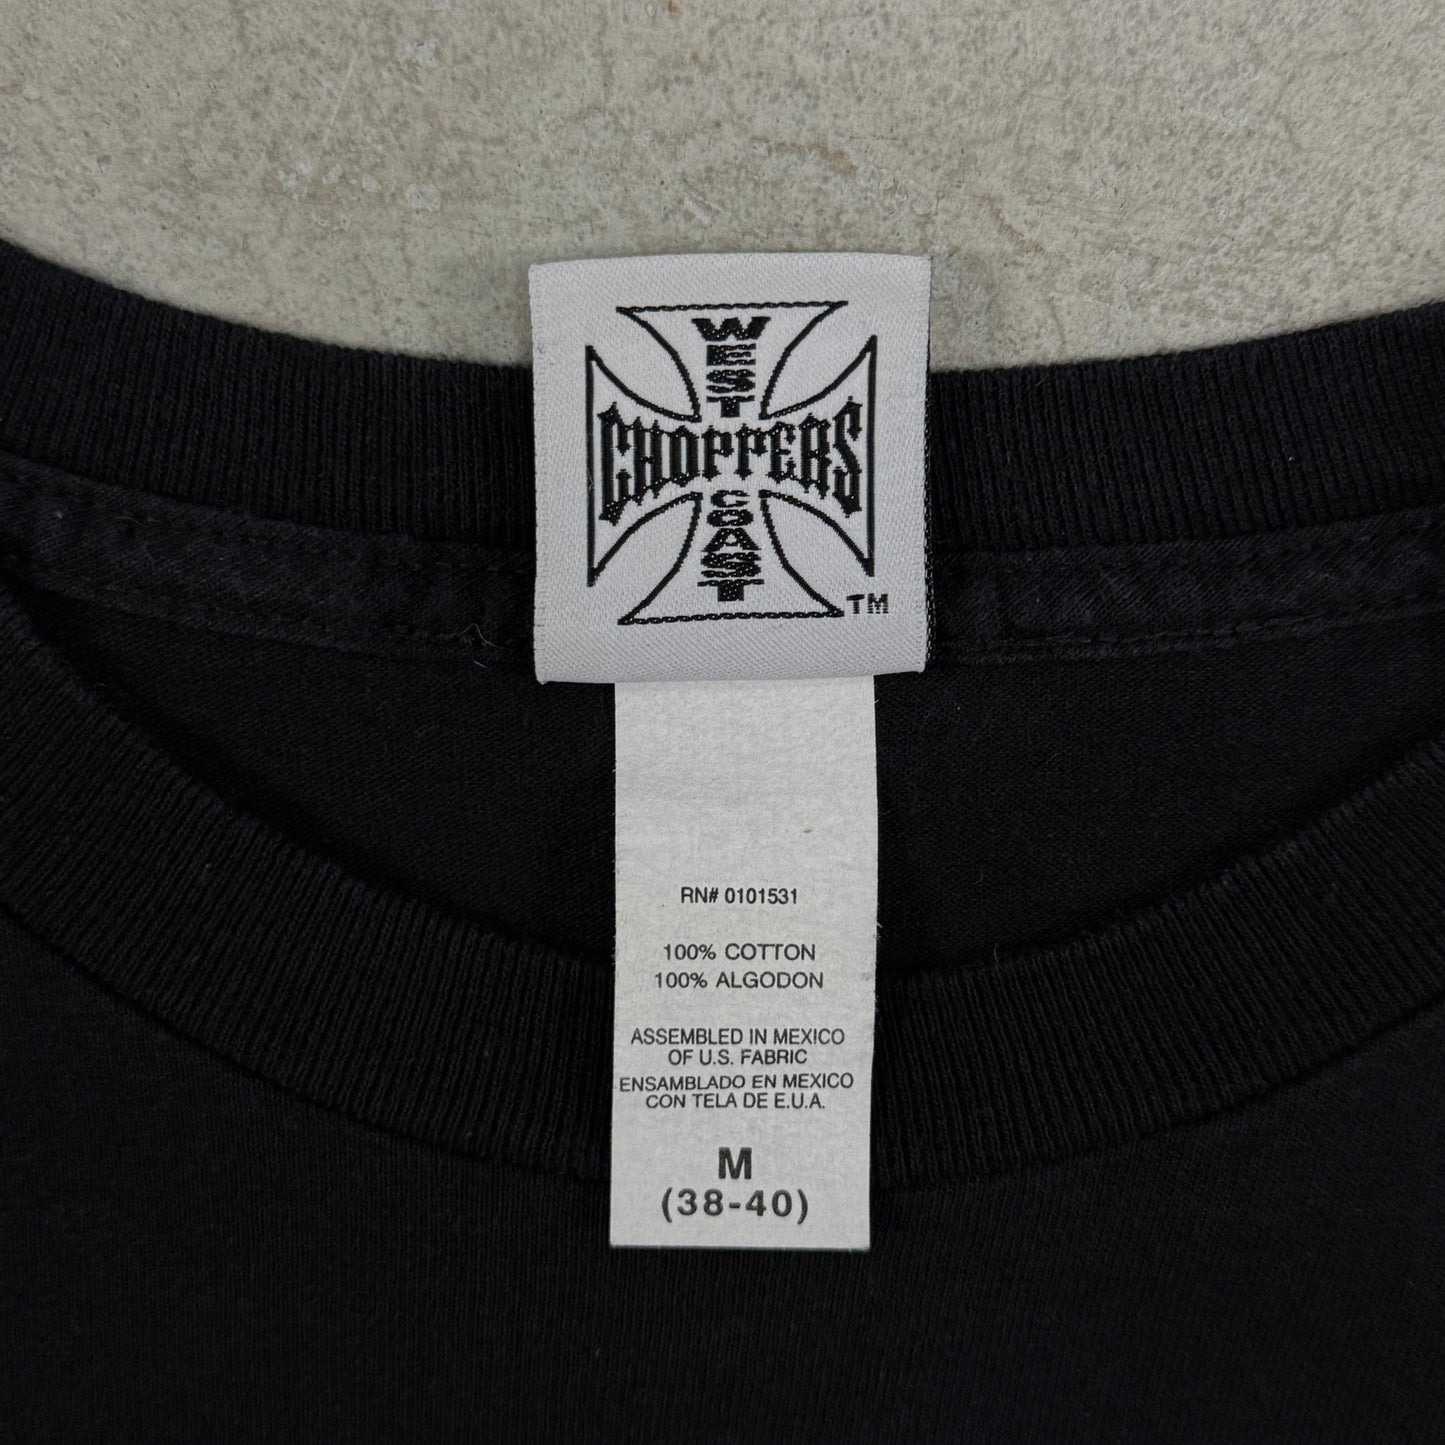 WEST
CHOPPERS
COAST
TM
RN# 0101531
100% COTTON
100% ALGODON
ASSEMBLED IN MEXICO
OF U.S. FABRIC
ENSAMBLADO EN MEXICO
CON TELA DE E.U.A.
M
(38-40)